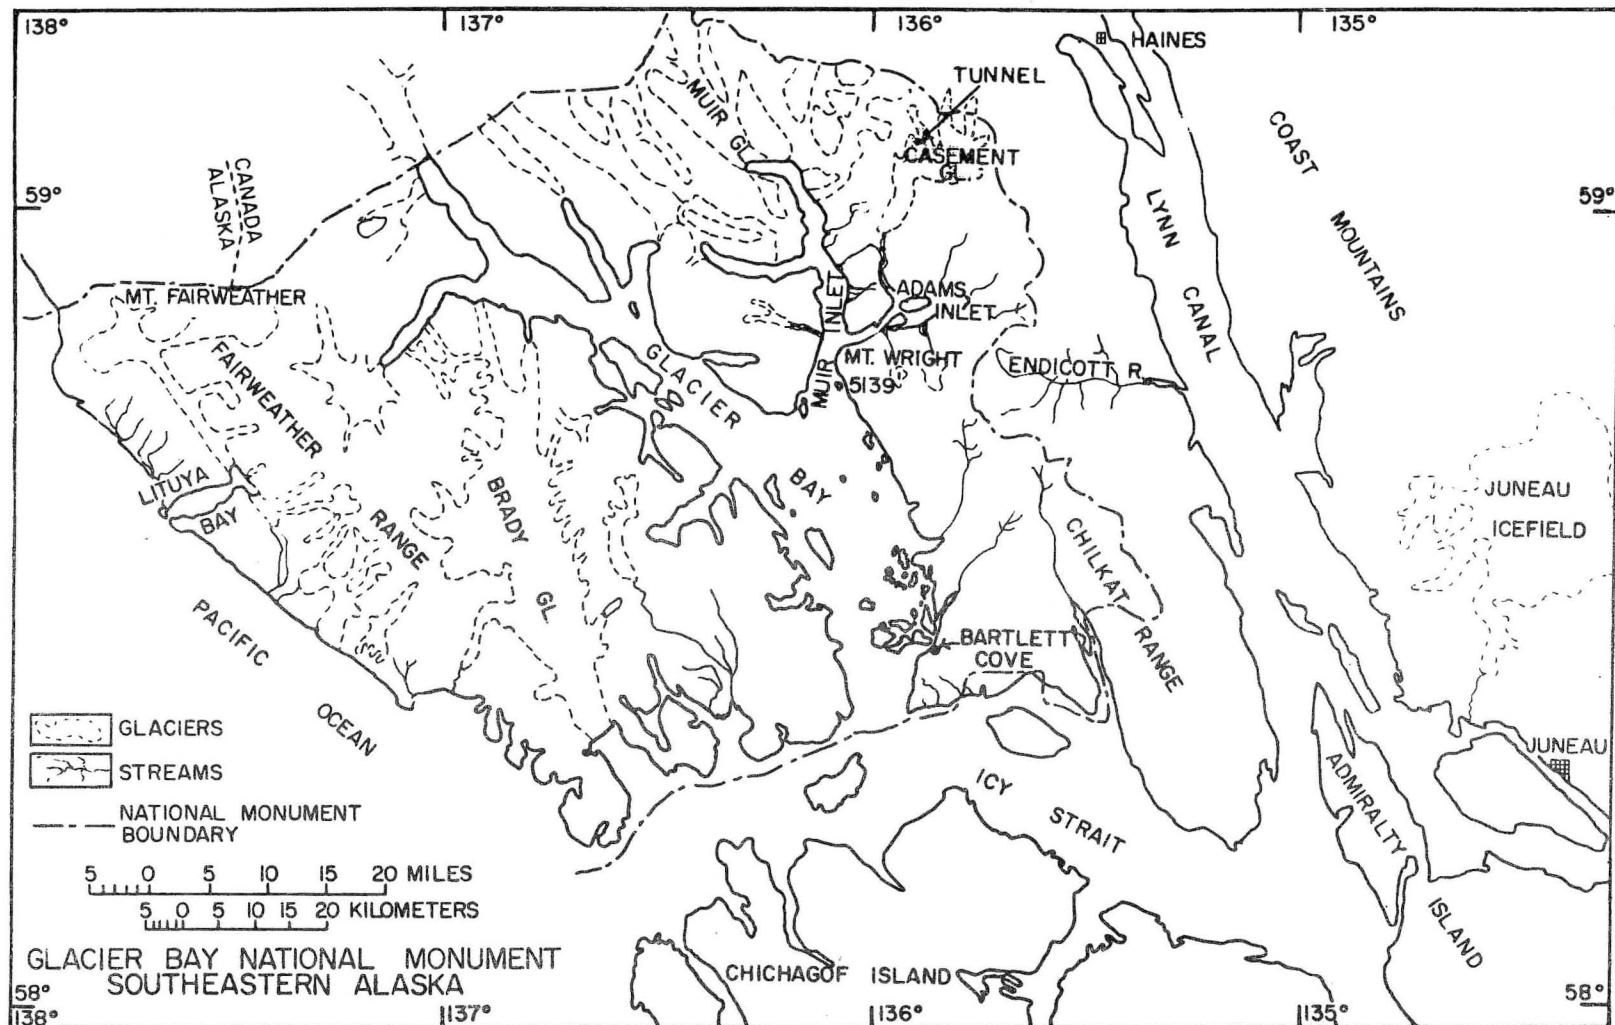 138°
137°
136°
135°
HAINES
TUNNEL
MUIR GL.
CASEMENT
GL.
COAST MOUNTAINS
CANADA
ALASKA
59°
59°
LYNN CANAL
MT. FAIRWEATHER
ADAMS
INLET
MUIR INLET
MT. WRIGHT
5139
ENDICOTT R.
GLACIER BAY
FAIRWEATHER RANGE
BRADY GL.
LITUYA
BAY
JUNEAU
ICEFIELD
CHILKAT RANGE
PACIFIC OCEAN
BARTLETT
COVE
GLACIERS
STREAMS
NATIONAL MONUMENT
BOUNDARY
JUNEAU
ICY STRAIT
ADMIRALTY ISLAND
5 0 5 10 15 20 MILES
5 0 5 10 15 20 KILOMETERS
GLACIER BAY NATIONAL MONUMENT
SOUTHEASTERN ALASKA
CHICHAGOF ISLAND
58°
58°
138°
137°
136°
135°